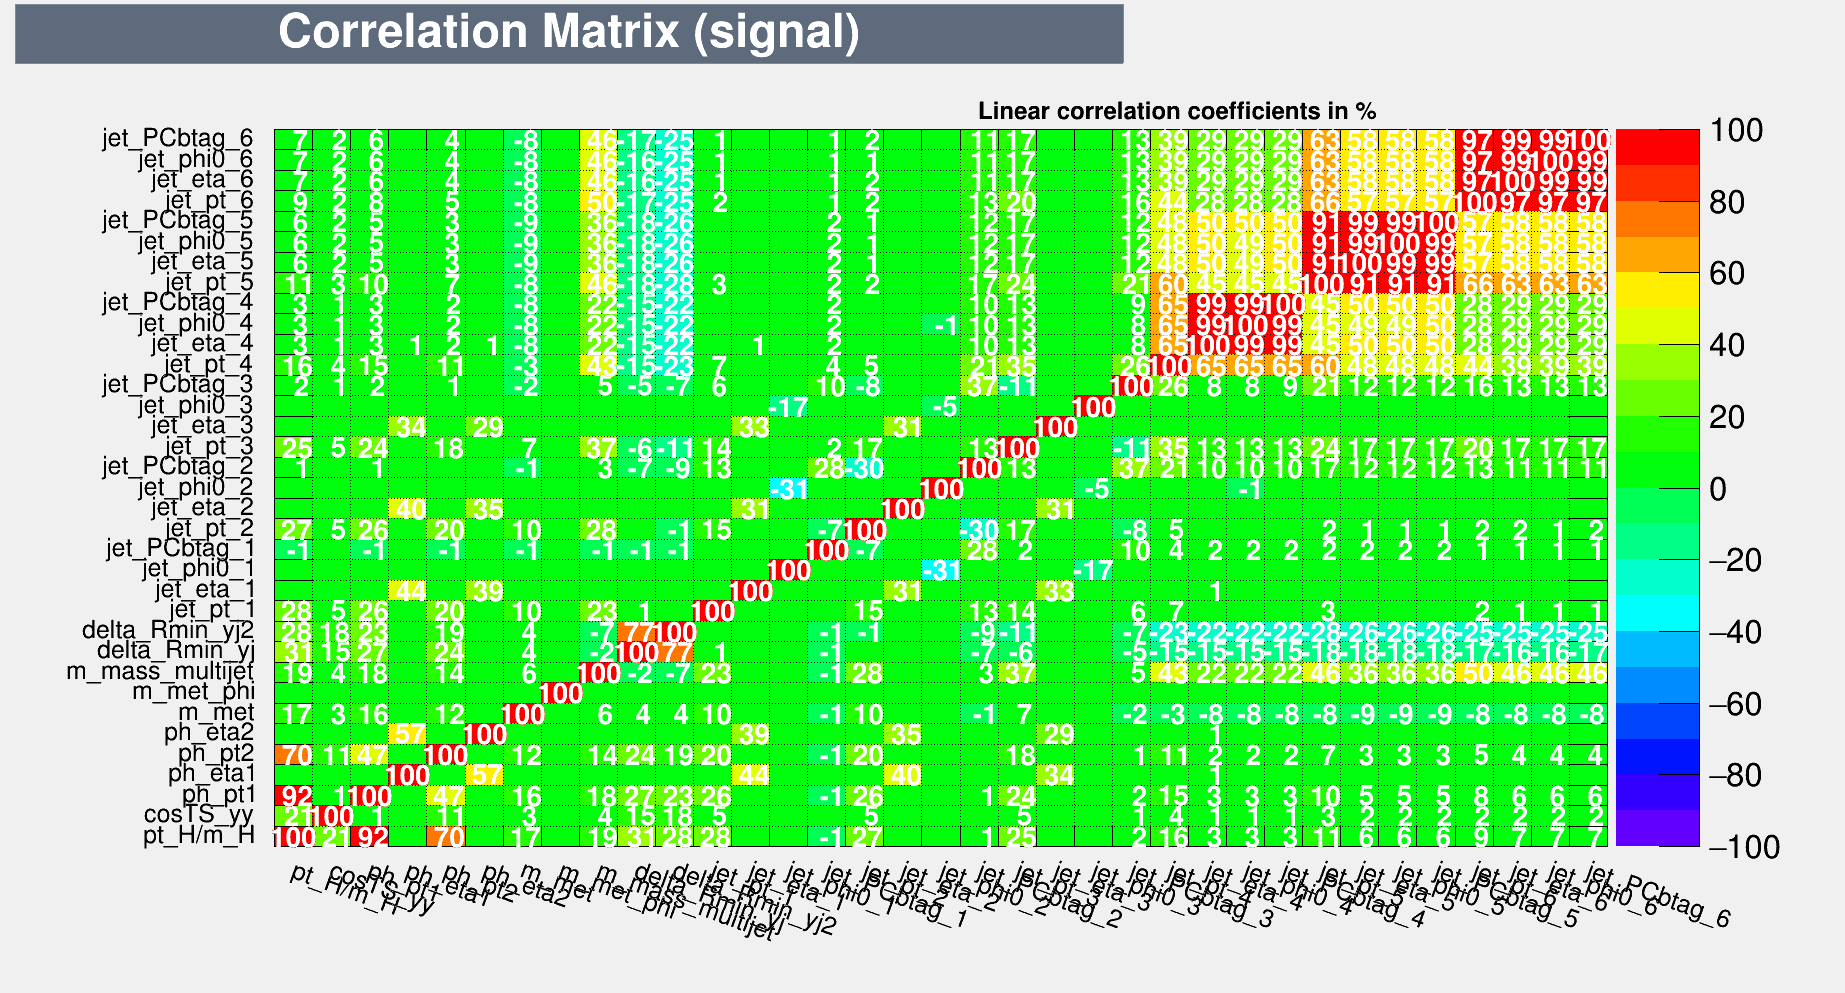 Correlation Matrix (signal)
Linear correlation coefficients in %
jet_PCbtag_6 7 2 6 4 -8 46 -17 -25 1 1 2 11 17 13 39 29 29 29 63 58 58 58 97 99 99 100
jet_phi0_6 7 2 6 4 -8 46 -16 -25 1 1 1 11 17 13 39 29 29 29 63 58 58 58 97 99 100 99
jet_eta_6 7 2 6 4 -8 46 -16 -25 1 1 2 11 17 13 39 29 29 29 63 58 58 58 97 100 99 99
jet_pt_6 9 2 8 5 -8 50 -17 -25 2 1 2 13 20 16 44 28 28 28 66 57 57 57 100 97 97 97
jet_PCbtag_5 6 2 5 3 -9 36 -18 -26 2 1 12 17 12 48 50 50 50 91 99 99 100 57 58 58 58
jet_phi0_5 6 2 5 3 -9 36 -18 -26 2 1 12 17 12 48 50 49 50 91 99 100 99 57 58 58 58
jet_eta_5 6 2 5 3 -9 36 -18 -26 2 1 12 17 12 48 50 49 50 91 100 99 99 57 58 58 58
jet_pt_5 11 3 10 7 -8 46 -18 -28 3 2 2 17 24 21 60 45 45 45 100 91 91 91 66 63 63 63
jet_PCbtag_4 3 1 3 2 -8 22 -15 -22 2 10 13 9 65 99 99 100 45 50 50 50 28 29 29 29
jet_phi0_4 3 1 3 2 -8 22 -15 -22 2 -1 10 13 8 65 99 100 99 45 49 49 50 28 29 29 29
jet_eta_4 3 1 3 1 2 1 -8 22 -15 -22 1 2 10 13 8 65 100 99 99 45 50 50 50 28 29 29 29
jet_pt_4 16 4 15 11 -3 43 -15 -23 7 4 5 21 35 26 100 65 65 65 60 48 48 48 44 39 39 39
jet_PCbtag_3 2 1 2 1 -2 5 -5 -7 6 10 -8 37 -11 100 26 8 8 9 21 12 12 12 16 13 13 13
jet_phi0_3 -17 -5 100
jet_eta_3 34 29 33 31 100
jet_pt_3 25 5 24 18 7 37 -6 -11 14 2 17 13 100 -11 35 13 13 13 24 17 17 17 20 17 17 17
jet_PCbtag_2 1 1 -1 3 -7 -9 13 28 -30 100 13 37 21 10 10 10 17 12 12 12 13 11 11 11
jet_phi0_2 -31 100 -5 -1
jet_eta_2 40 35 31 100 31
jet_pt_2 27 5 26 20 10 28 -1 15 -7 100 -30 17 -8 5 2 1 1 1 2 2 1 2
jet_PCbtag_1 -1 -1 -1 -1 -1 -1 -1 100 -7 28 2 10 4 2 2 2 2 2 2 2 1 1 1 1
jet_phi0_1 100 -31 -17
jet_eta_1 44 39 100 31 33 1
jet_pt_1 28 5 26 20 10 23 1 100 15 13 14 6 7 3 2 1 1 1
delta_Rmin_yj2 28 18 23 19 4 -7 77 100 -1 -1 -9 -11 -7 -23 -22 -22 -22 -28 -26 -26 -26 -25 -25 -25 -25
delta_Rmin_yj 31 15 27 24 4 -2 100 77 1 -1 -7 -6 -5 -15 -15 -15 -15 -18 -18 -18 -18 -17 -16 -16 -17
m_mass_multijet 19 4 18 14 6 100 -2 -7 23 -1 28 3 37 5 43 22 22 22 46 36 36 36 50 46 46 46
m_met_phi 100
m_met 17 3 16 12 100 6 4 4 10 -1 10 -1 7 -2 -3 -8 -8 -8 -8 -9 -9 -9 -8 -8 -8 -8
ph_eta2 57 100 39 35 29 1
ph_pt2 70 11 47 100 12 14 24 19 20 -1 20 18 1 11 2 2 2 7 3 3 3 5 4 4 4
ph_eta1 100 57 44 40 34 1
ph_pt1 92 1 100 47 16 18 27 23 26 -1 26 1 24 2 15 3 3 3 10 5 5 5 8 6 6 6
cosTS_yy 21 100 1 11 3 4 15 18 5 5 5 1 4 1 1 1 3 2 2 2 2 2 2 2
pt_H/m_H 100 21 92 70 17 19 31 28 28 -1 27 1 25 2 16 3 3 3 11 6 6 6 9 7 7 7
pt_H/m_H cosTS_yy ph_pt1 ph_eta1 ph_pt2 ph_eta2 m_met m_met_phi m_mass_multijet delta_Rmin_yj delta_Rmin_yj2 jet_pt_1 jet_eta_1 jet_phi0_1 jet_PCbtag_1 jet_pt_2 jet_eta_2 jet_phi0_2 jet_PCbtag_2 jet_pt_3 jet_eta_3 jet_phi0_3 jet_PCbtag_3 jet_pt_4 jet_eta_4 jet_phi0_4 jet_PCbtag_4 jet_pt_5 jet_eta_5 jet_phi0_5 jet_PCbtag_5 jet_pt_6 jet_eta_6 jet_phi0_6 jet_PCbtag_6
100
80
60
40
20
0
−20
−40
−60
−80
−100